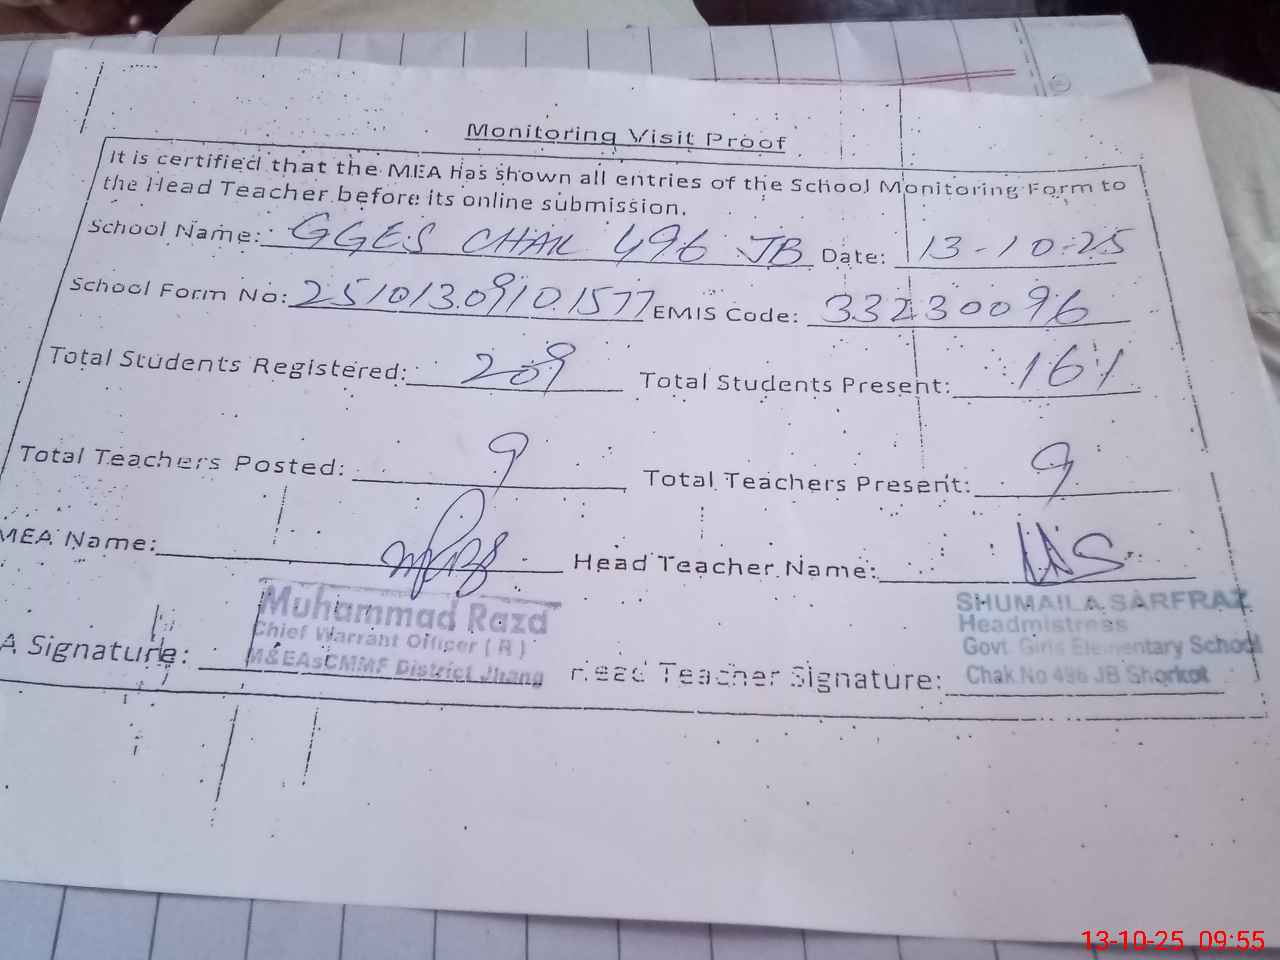 Monitoring Visit Proof
It is certified that the MEA Has shown all entries of the School Monitoring Form to
the Head Teacher before its online submission.
School Name: GGES CHAK 496 JB Date: 13-10-25
School Form No: 251013.0910.1577 EMIS Code: 33230096
Total Students Registered: 209 Total Students Present: 161
Total Teachers Posted: 9 Total Teachers Present: 9
MEA Name: Head Teacher Name:
Muhammad Razd
Chief Warrant Officer (R)
M&EAsCMMF District Jhang
SHUMAILA SARFRAZ
Headmistress
Govt. Girls Elementary School
Chak No 496 JB Shorkot
A Signature: Head Teacher Signature:
13-10-25 09:55